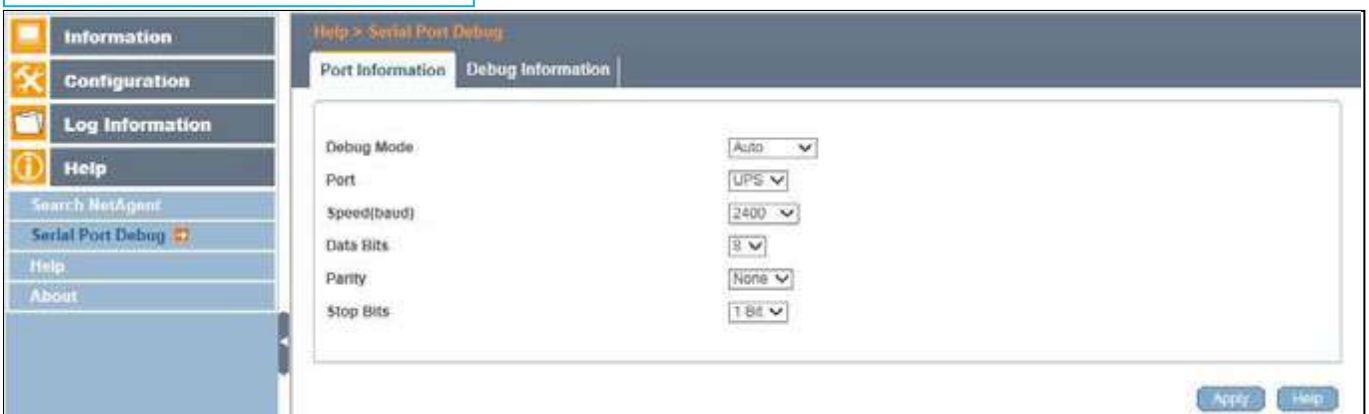 Information
Configuration
Log Information
Help
Search NetAgent
Serial Port Debug
Help
About
Help > Serial Port Debug
Port Information Debug Information
Debug Mode Auto
Port UPS
Speed(baud) 2400
Data Bits 8
Parity None
Stop Bits 1 Bit
Apply Help